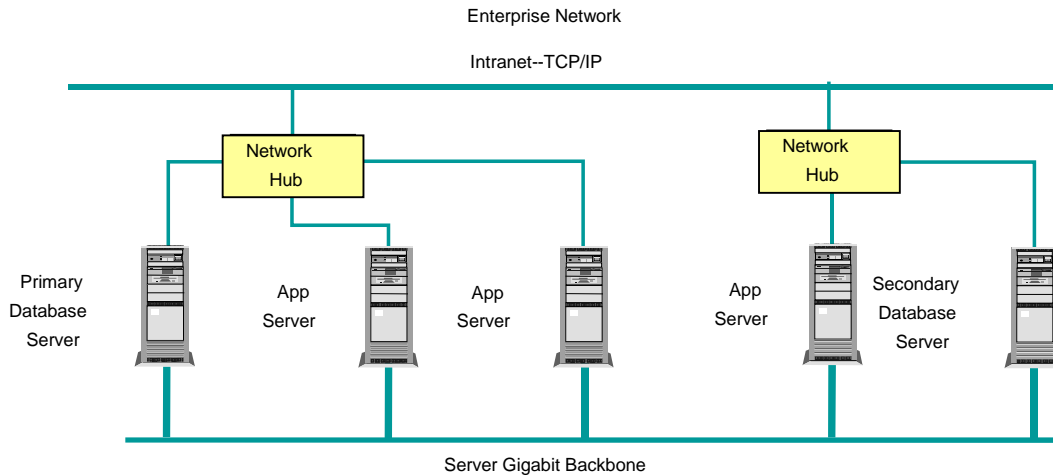 Enterprise Network
Intranet--TCP/IP
Network
Hub
Network
Hub
Primary
Database
Server
App
Server
App
Server
App
Server
Secondary
Database
Server
Server Gigabit Backbone